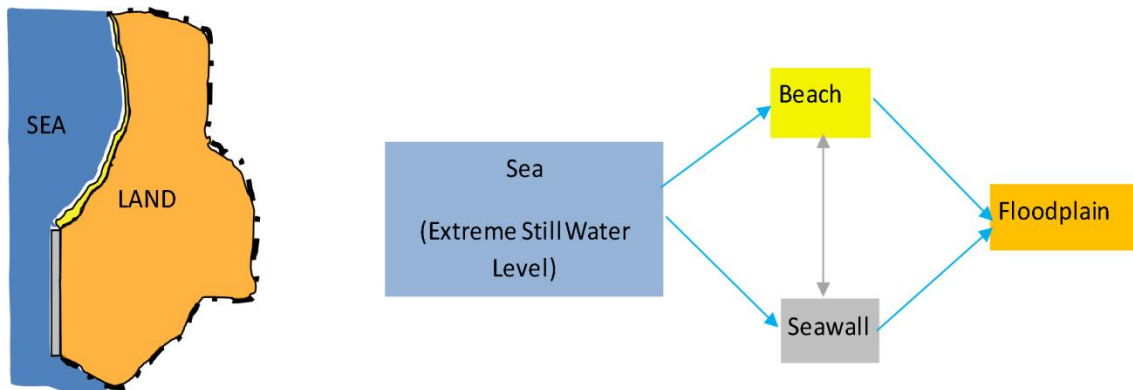 SEA
LAND
Sea
(Extreme Still Water
Level)
Beach
Seawall
Floodplain